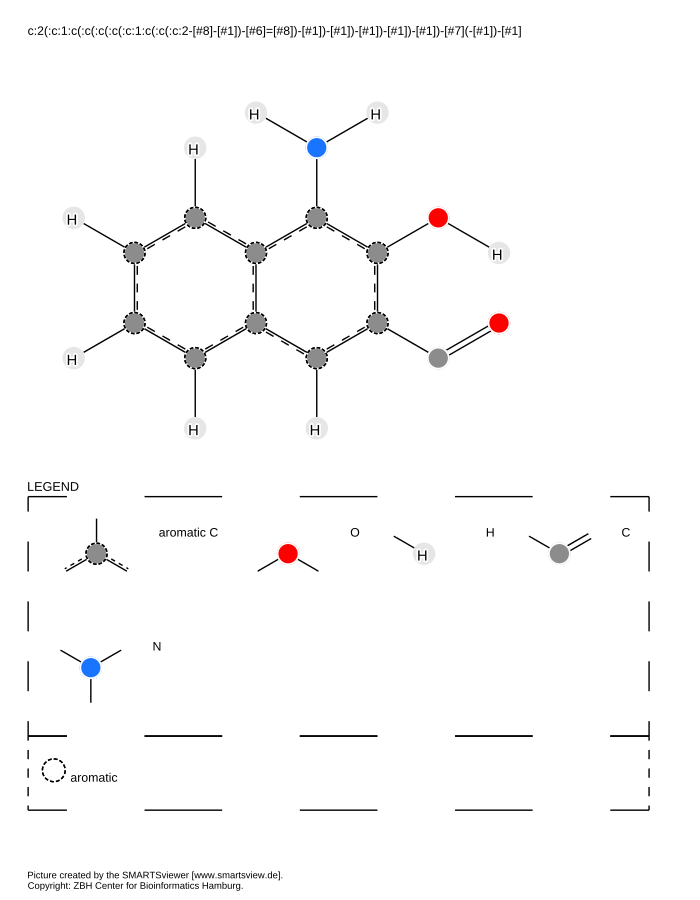 c:2(:c:1:c(:c(:c(:c(:c:1:c(:c(:c:2-[#8]-[#1])-[#6]=[#8])-[#1])-[#1])-[#1])-[#1])-[#1])-[#7](-[#1])-[#1]
H H
H
H
H
H
H H
LEGEND
aromatic C O H H C
N
aromatic
Picture created by the SMARTSviewer [www.smartsview.de].
Copyright: ZBH Center for Bioinformatics Hamburg.